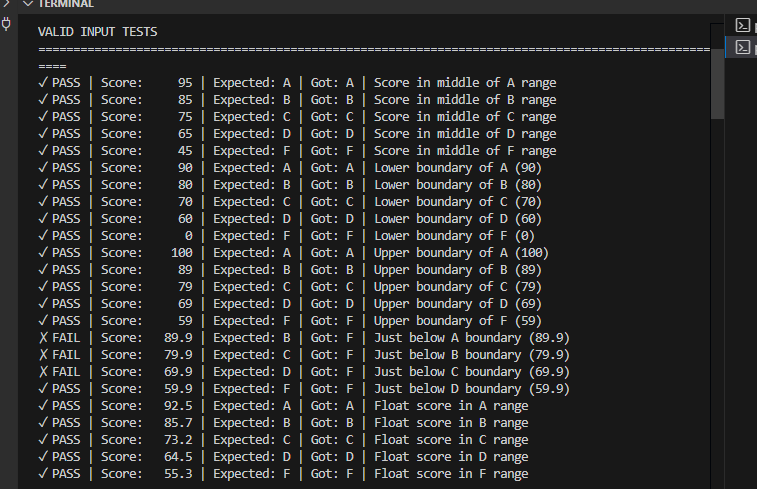 TERMINAL
VALID INPUT TESTS
====================================================================================================
====
✓ PASS | Score:     95 | Expected: A | Got: A | Score in middle of A range
✓ PASS | Score:     85 | Expected: B | Got: B | Score in middle of B range
✓ PASS | Score:     75 | Expected: C | Got: C | Score in middle of C range
✓ PASS | Score:     65 | Expected: D | Got: D | Score in middle of D range
✓ PASS | Score:     45 | Expected: F | Got: F | Score in middle of F range
✓ PASS | Score:     90 | Expected: A | Got: A | Lower boundary of A (90)
✓ PASS | Score:     80 | Expected: B | Got: B | Lower boundary of B (80)
✓ PASS | Score:     70 | Expected: C | Got: C | Lower boundary of C (70)
✓ PASS | Score:     60 | Expected: D | Got: D | Lower boundary of D (60)
✓ PASS | Score:      0 | Expected: F | Got: F | Lower boundary of F (0)
✓ PASS | Score:    100 | Expected: A | Got: A | Upper boundary of A (100)
✓ PASS | Score:     89 | Expected: B | Got: B | Upper boundary of B (89)
✓ PASS | Score:     79 | Expected: C | Got: C | Upper boundary of C (79)
✓ PASS | Score:     69 | Expected: D | Got: D | Upper boundary of D (69)
✓ PASS | Score:     59 | Expected: F | Got: F | Upper boundary of F (59)
✗ FAIL | Score:   89.9 | Expected: B | Got: F | Just below A boundary (89.9)
✗ FAIL | Score:   79.9 | Expected: C | Got: F | Just below B boundary (79.9)
✗ FAIL | Score:   69.9 | Expected: D | Got: F | Just below C boundary (69.9)
✓ PASS | Score:   59.9 | Expected: F | Got: F | Just below D boundary (59.9)
✓ PASS | Score:   92.5 | Expected: A | Got: A | Float score in A range
✓ PASS | Score:   85.7 | Expected: B | Got: B | Float score in B range
✓ PASS | Score:   73.2 | Expected: C | Got: C | Float score in C range
✓ PASS | Score:   64.5 | Expected: D | Got: D | Float score in D range
✓ PASS | Score:   55.3 | Expected: F | Got: F | Float score in F range